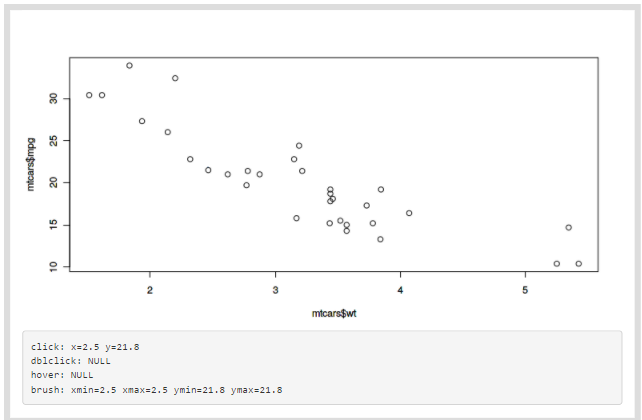 mtcars$mpg
30
25
20
15
10
2 3 4 5
mtcars$wt
click: x=2.5 y=21.8
dblclick: NULL
hover: NULL
brush: xmin=2.5 xmax=2.5 ymin=21.8 ymax=21.8